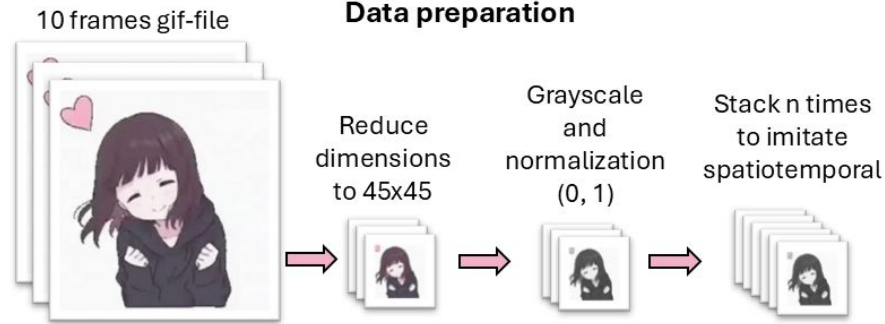 Data preparation
10 frames gif-file
Reduce
dimensions
to 45x45
Grayscale
and
normalization
(0, 1)
Stack n times
to imitate
spatiotemporal